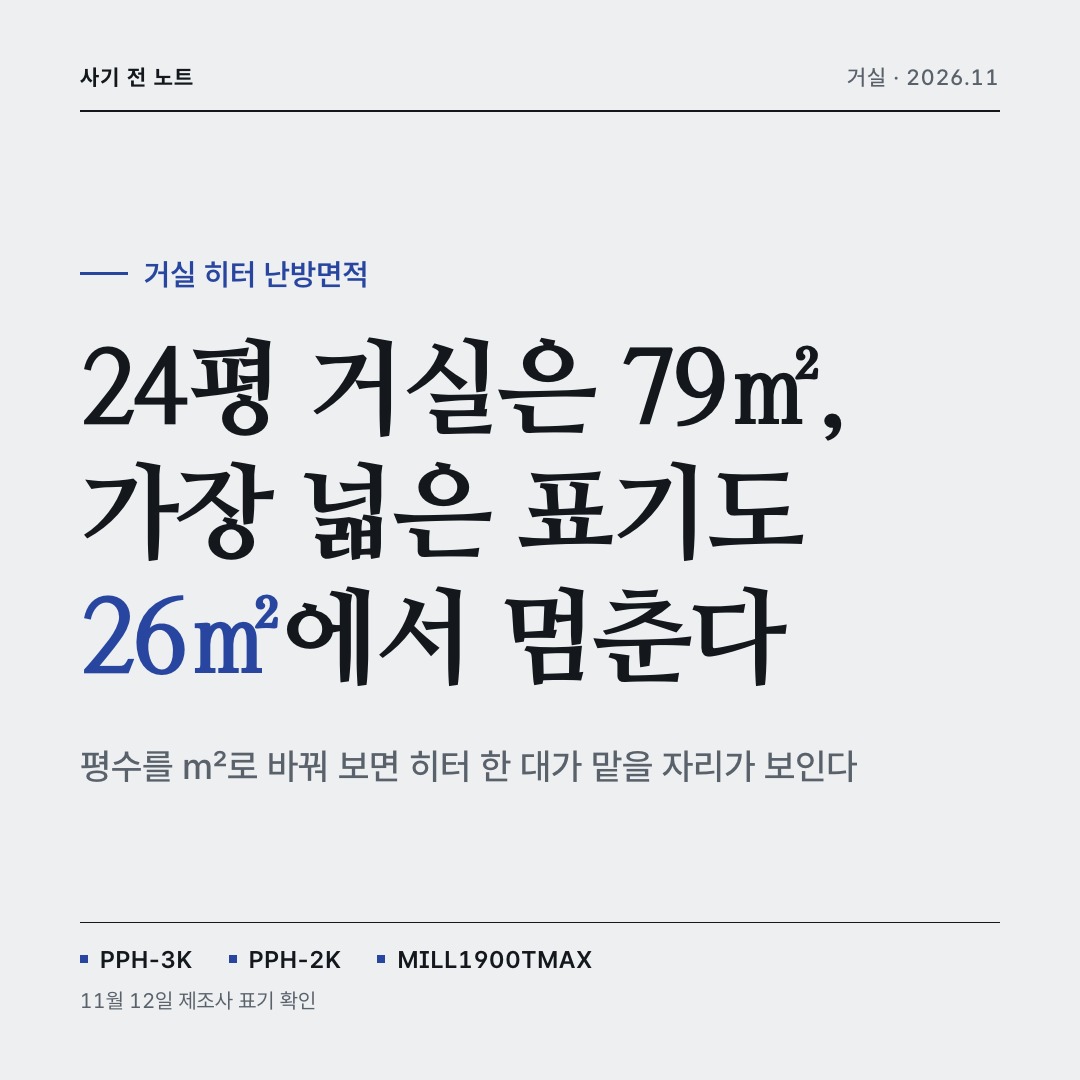 사기 전 노트
거실 · 2026.11
거실 히터 난방면적
24평 거실은 79㎡,
가장 넓은 표기도
26㎡에서 멈춘다
평수를 m²로 바꿔 보면 히터 한 대가 맡을 자리가 보인다
PPH-3K PPH-2K MILL1900TMAX
11월 12일 제조사 표기 확인